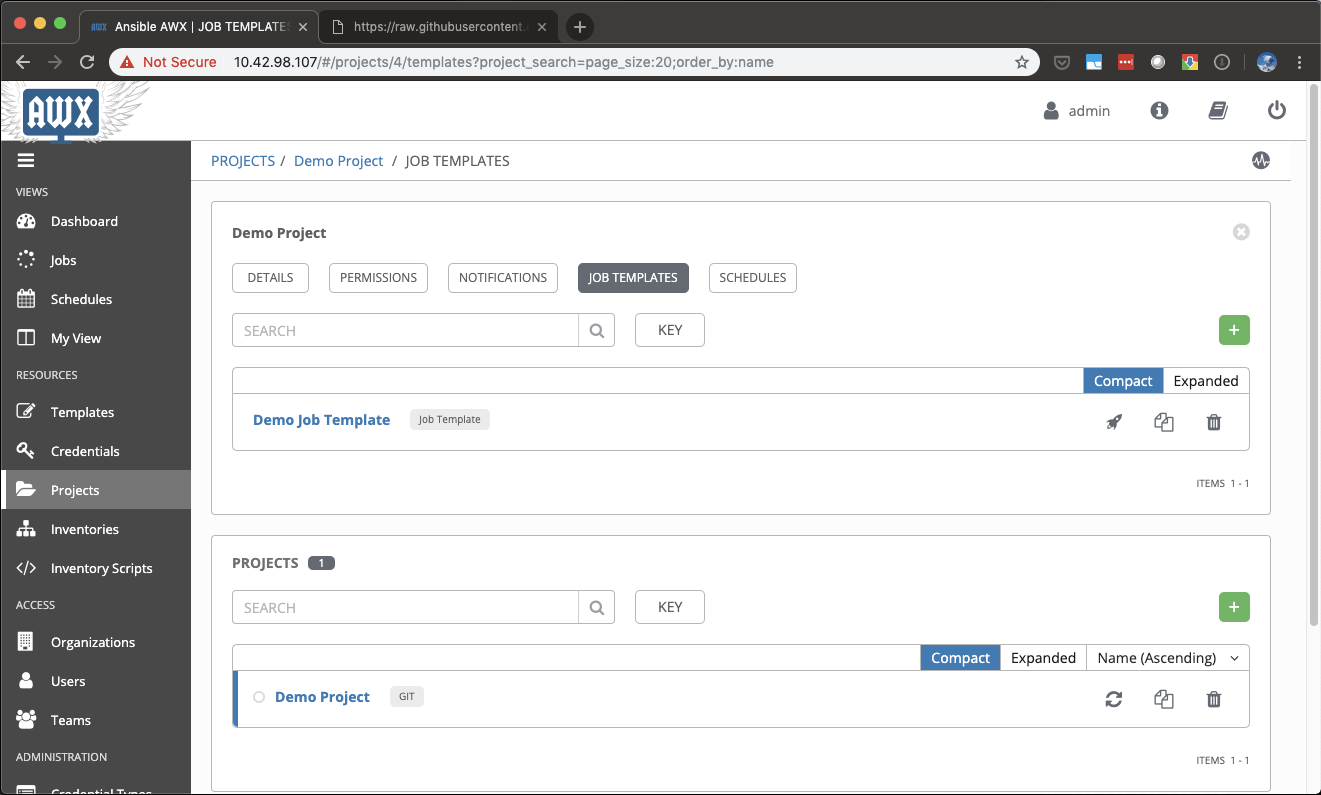 AWX Ansible AWX | JOB TEMPLATES https://raw.githubusercontent.
Not Secure 10.42.98.107/#/projects/4/templates?project_search=page_size:20;order_by:name
AWX
admin
PROJECTS / Demo Project / JOB TEMPLATES
VIEWS
Dashboard
Jobs
Schedules
My View
RESOURCES
Templates
Credentials
Projects
Inventories
Inventory Scripts
ACCESS
Organizations
Users
Teams
ADMINISTRATION
Credential Types
Demo Project
DETAILS PERMISSIONS NOTIFICATIONS JOB TEMPLATES SCHEDULES
SEARCH KEY
Compact Expanded
Demo Job Template Job Template
ITEMS 1 - 1
PROJECTS 1
SEARCH KEY
Compact Expanded Name (Ascending)
Demo Project GIT
ITEMS 1 - 1